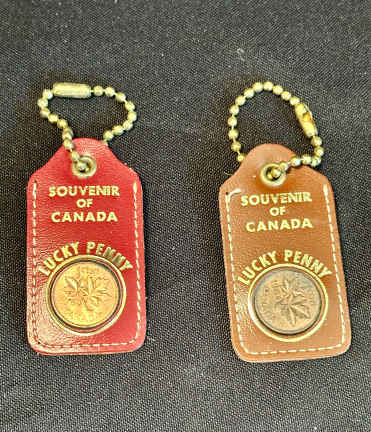 SOUVENIR
OF
CANADA
LUCKY PENNY
SOUVENIR
OF
CANADA
LUCKY PENNY